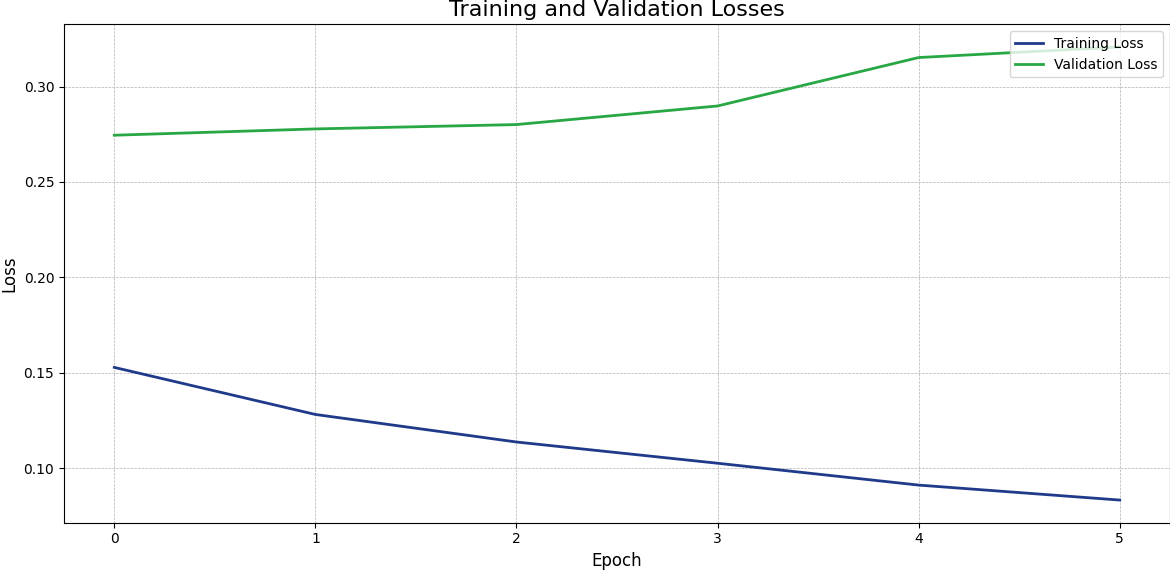 Training and Validation Losses
Training Loss
Validation Loss
0.30
0.25
0.20
0.15
0.10
Loss
0
1
2
3
4
5
Epoch